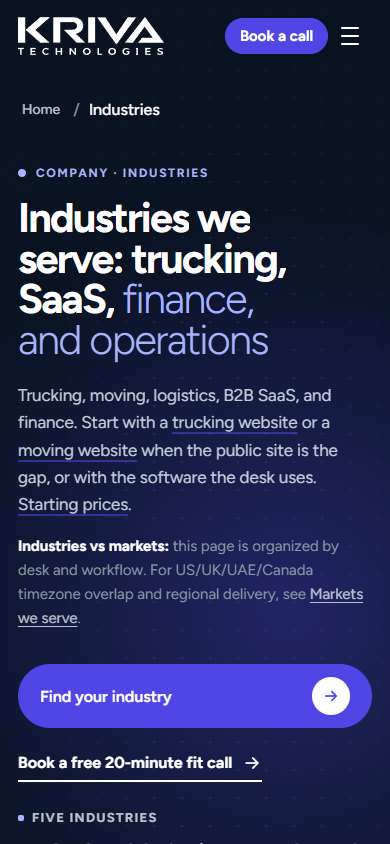 KRIVA
TECHNOLOGIES
Book a call
Home / Industries
COMPANY · INDUSTRIES
Industries we
serve: trucking,
SaaS, finance,
and operations
Trucking, moving, logistics, B2B SaaS, and
finance. Start with a trucking website or a
moving website when the public site is the
gap, or with the software the desk uses.
Starting prices.
Industries vs markets: this page is organized by
desk and workflow. For US/UK/UAE/Canada
timezone overlap and regional delivery, see Markets
we serve.
Find your industry
Book a free 20-minute fit call
FIVE INDUSTRIES